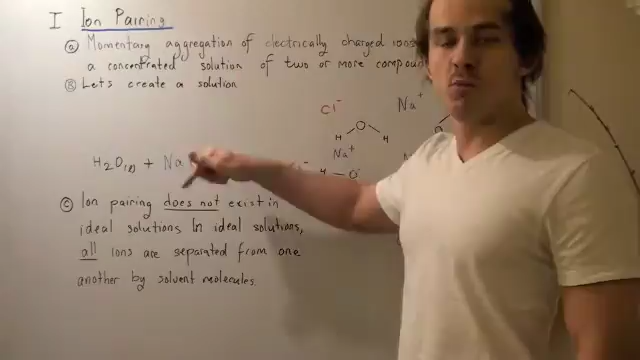 I Ion Pairing
(a) Momentary aggregation of electrically charged ions
a concentrated solution of two or more compoun
(B) Let's create a solution
Cl⁻ Na⁺
O
H H
Na⁺
H₂O(l) + Na
H O
(c) Ion pairing does not exist in
ideal solutions In ideal solutions,
all ions are separated from one
another by solvent molecules.